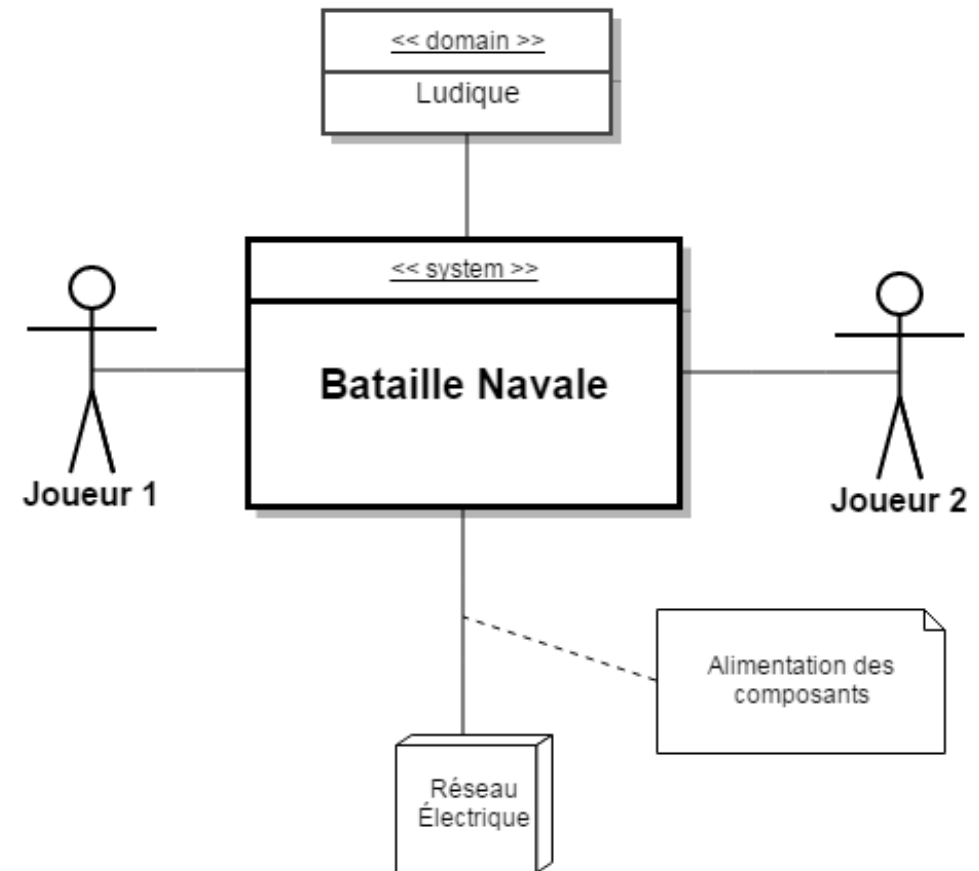 << domain >>
Ludique
<< system >>
Bataille Navale
Joueur 1
Joueur 2
Alimentation des
composants
Réseau
Électrique